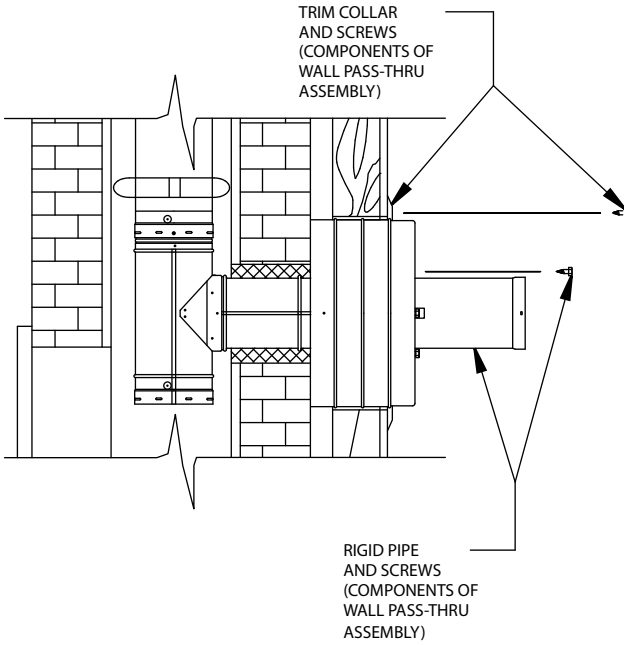 TRIM COLLAR
AND SCREWS
(COMPONENTS OF
WALL PASS-THRU
ASSEMBLY)
RIGID PIPE
AND SCREWS
(COMPONENTS OF
WALL PASS-THRU
ASSEMBLY)